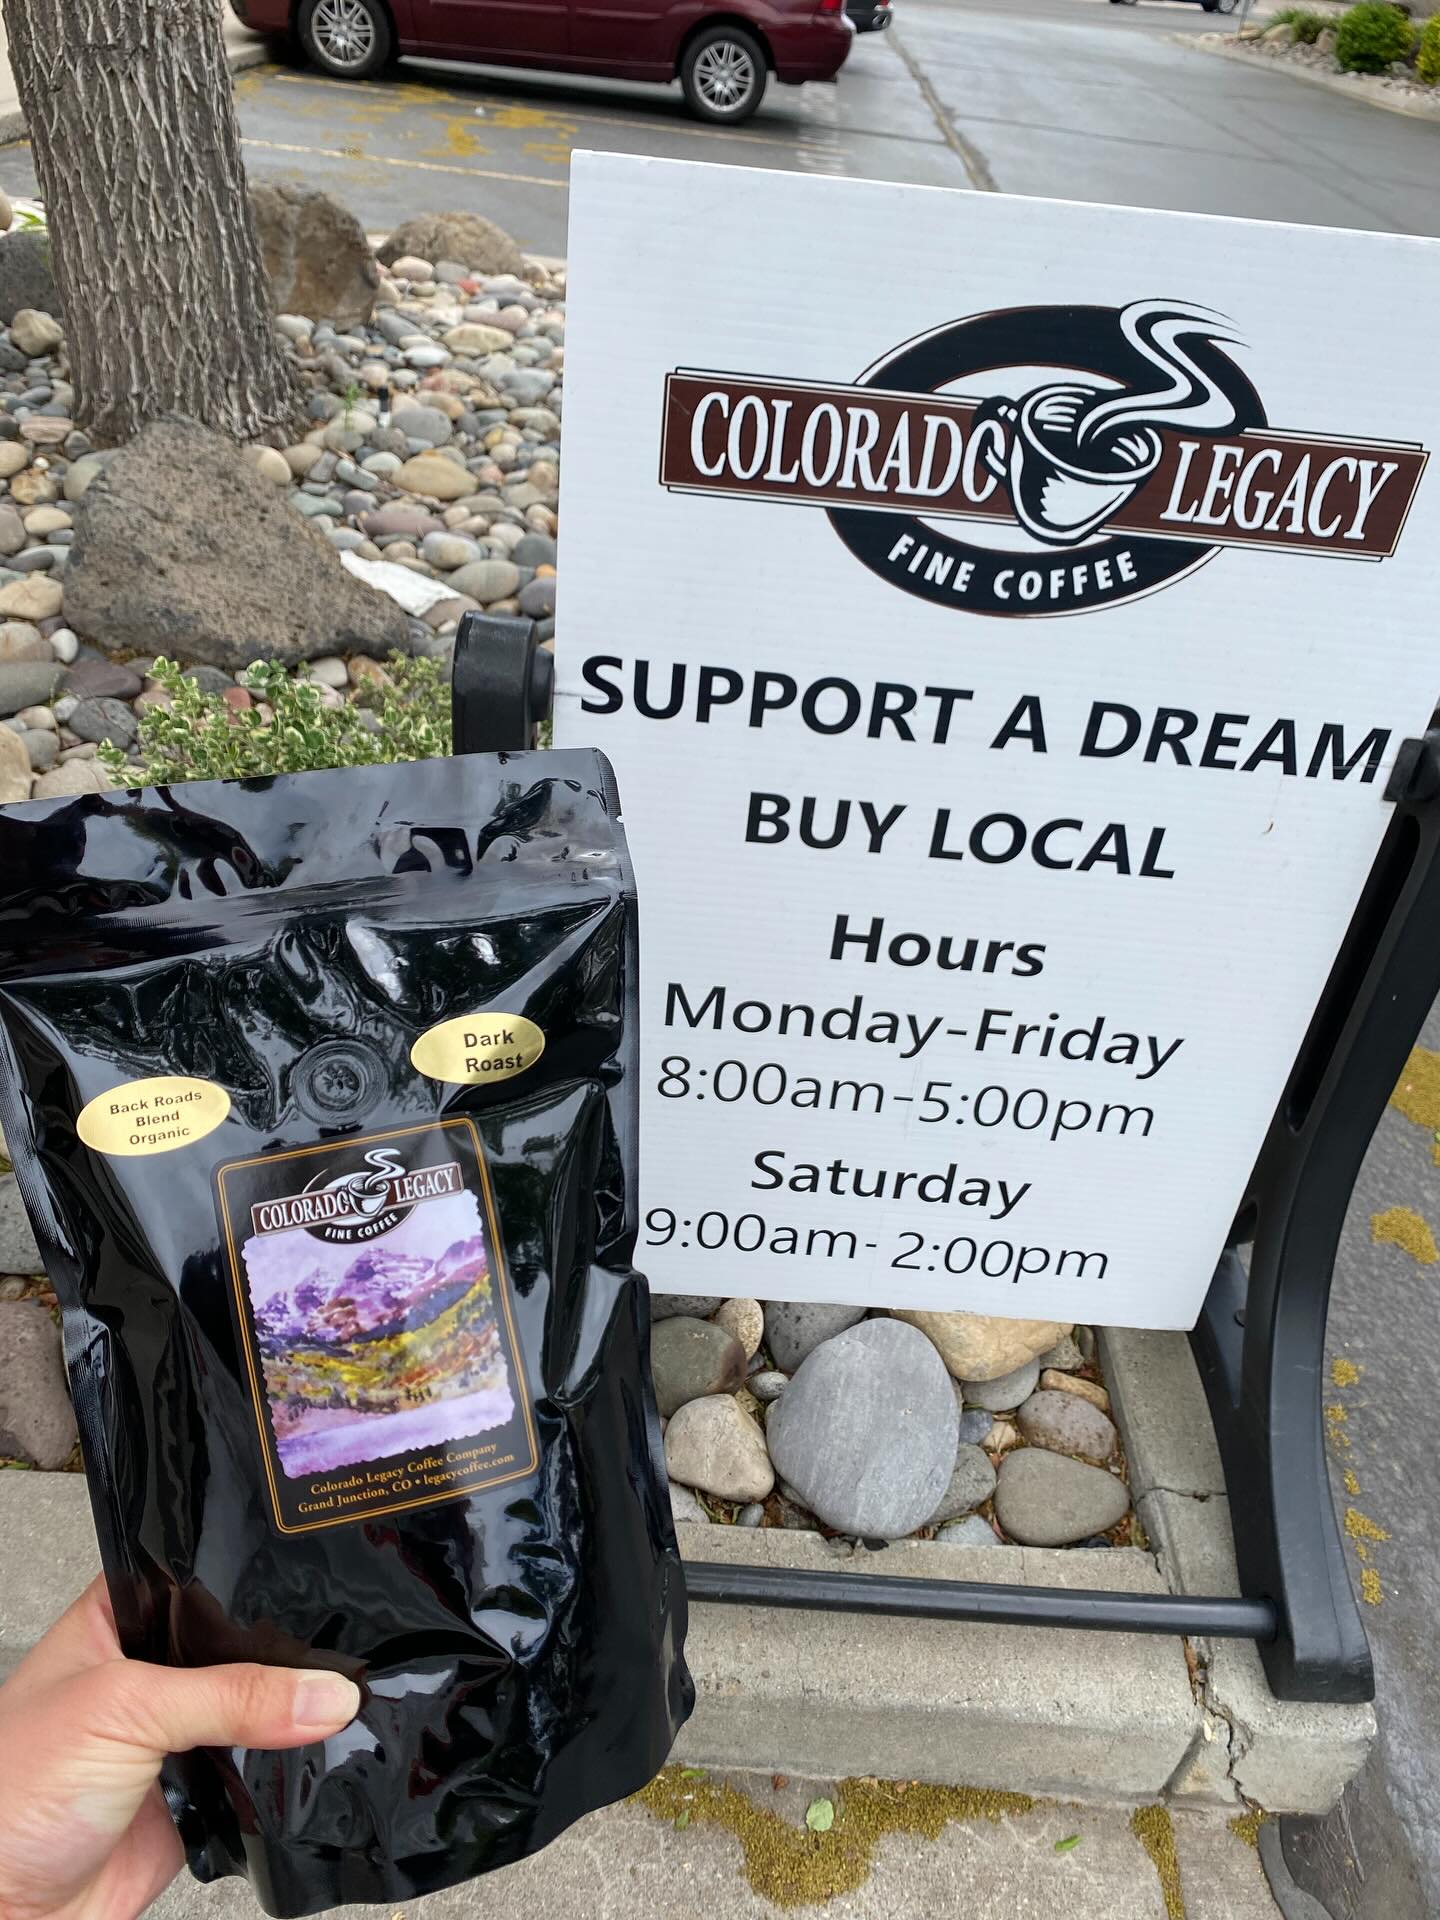 COLORADO LEGACY
FINE COFFEE
SUPPORT A DREAM
BUY LOCAL
Hours
Monday-Friday
8:00am-5:00pm
Saturday
9:00am- 2:00pm
Dark
Roast
Back Roads
Blend
Organic
COLORADO LEGACY
FINE COFFEE
Colorado Legacy Coffee Company
Grand Junction, CO • legacycoffee.com